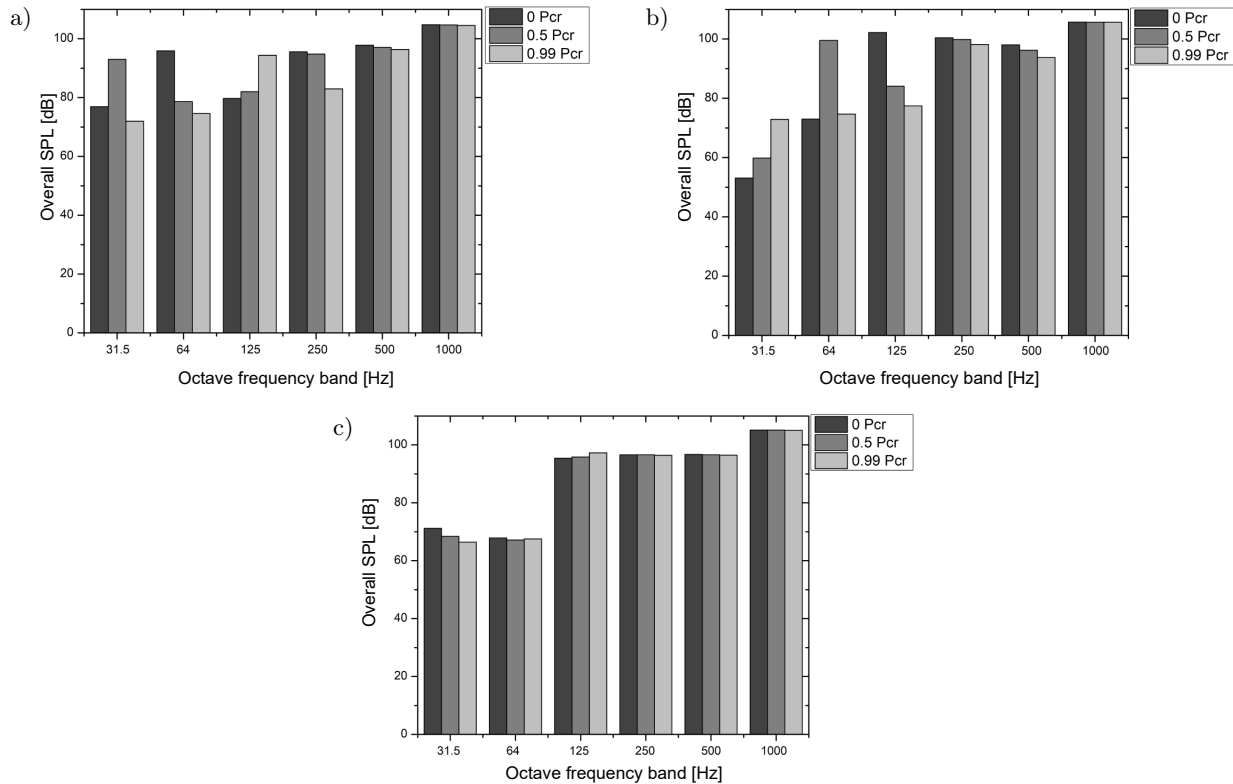 a)
0 Pcr
0.5 Pcr
0.99 Pcr
Overall SPL [dB]
100
80
60
40
20
0
31.5 64 125 250 500 1000
Octave frequency band [Hz]
b)
0 Pcr
0.5 Pcr
0.99 Pcr
Overall SPL [dB]
100
80
60
40
20
0
31.5 64 125 250 500 1000
Octave frequency band [Hz]
c)
0 Pcr
0.5 Pcr
0.99 Pcr
Overall SPL [dB]
100
80
60
40
20
0
31.5 64 125 250 500 1000
Octave frequency band [Hz]